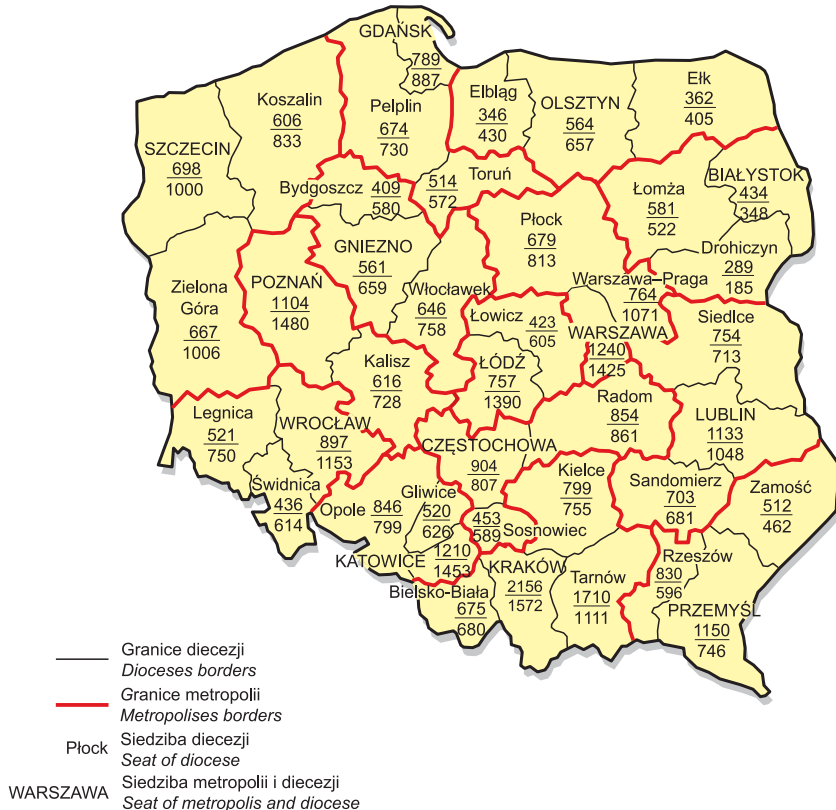 GDAŃSK
789
887
Koszalin
606
833
Pelplin
674
730
Elbląg
346
430
OLSZTYN
564
657
Ełk
362
405
SZCZECIN
698
1000
Bydgoszcz
409
580
514
572
Toruń
Łomża
581
522
BIAŁYSTOK
434
348
Płock
679
813
Drohiczyn
289
185
GNIEZNO
561
659
Włocławek
646
758
Warszawa–Praga
764
1071
Zielona
Góra
667
1006
POZNAŃ
1104
1480
Łowicz
423
605
WARSZAWA
1240
1425
Siedlce
754
713
Kalisz
616
728
ŁÓDŹ
757
1390
Radom
854
861
LUBLIN
1133
1048
Legnica
521
750
WROCŁAW
897
1153
CZĘSTOCHOWA
904
807
Kielce
799
755
Sandomierz
703
681
Zamość
512
462
Świdnica
436
614
Opole
846
799
Gliwice
520
626
453
589
Sosnowiec
KATOWICE
1210
1453
KRAKÓW
2156
1572
Tarnów
1710
1111
Rzeszów
830
596
Bielsko-Biała
675
680
PRZEMYŚL
1150
746
Granice diecezji
Dioceses borders
Granice metropolii
Metropolises borders
Płock
Siedziba diecezji
Seat of diocese
WARSZAWA
Siedziba metropolii i diecezji
Seat of metropolis and diocese